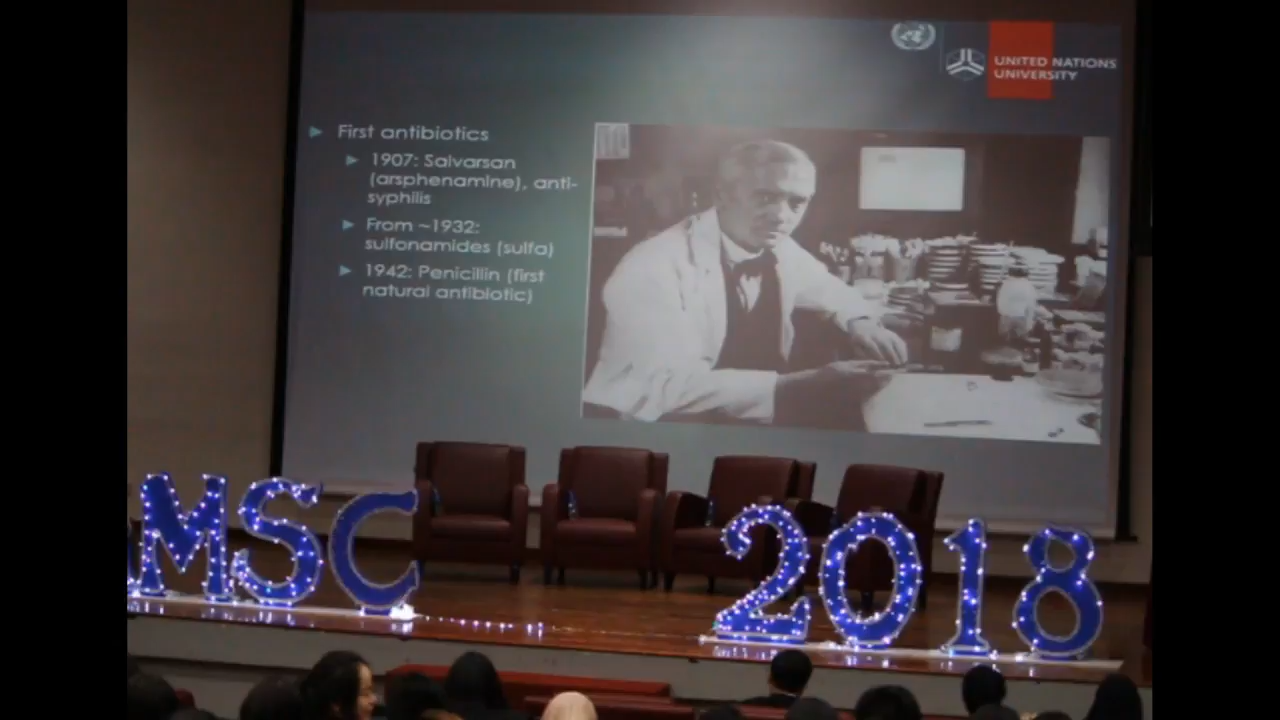 UNITED NATIONS
UNIVERSITY
First antibiotics
1907: Salvarsan
(arsphenamine), anti-
syphilis
From ~1932:
sulfonamides (sulfa)
1942: Penicillin (first
natural antibiotic)
MSC 2018